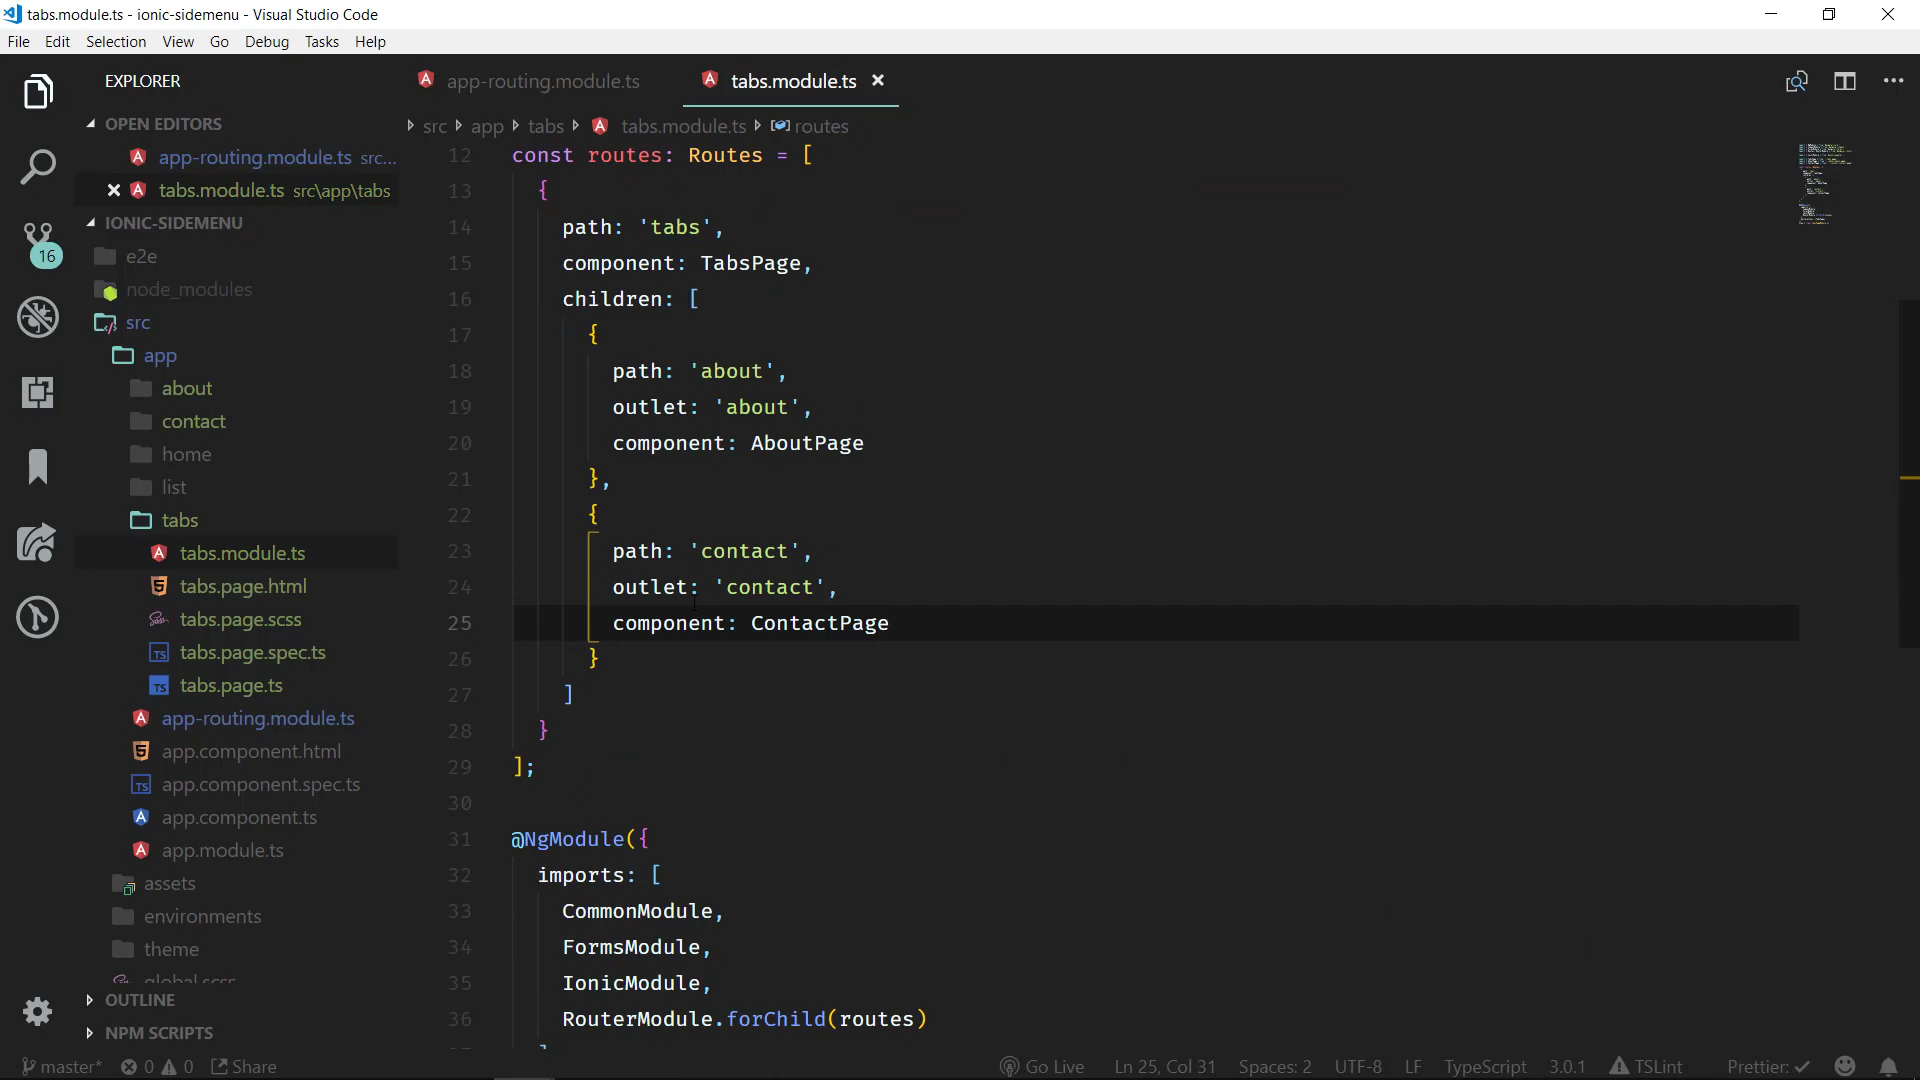 tabs.module.ts - ionic-sidemenu - Visual Studio Code
File Edit Selection View Go Debug Tasks Help
EXPLORER
OPEN EDITORS
app-routing.module.ts src...
tabs.module.ts src\app\tabs
IONIC-SIDEMENU
e2e
node_modules
src
app
about
contact
home
list
tabs
tabs.module.ts
tabs.page.html
tabs.page.scss
tabs.page.spec.ts
tabs.page.ts
app-routing.module.ts
app.component.html
app.component.spec.ts
app.component.ts
app.module.ts
assets
environments
theme
global.scss
OUTLINE
NPM SCRIPTS
16
app-routing.module.ts tabs.module.ts
src app tabs tabs.module.ts routes
12 const routes: Routes = [
13 {
14 path: 'tabs',
15 component: TabsPage,
16 children: [
17 {
18 path: 'about',
19 outlet: 'about',
20 component: AboutPage
21 },
22 {
23 path: 'contact',
24 outlet: 'contact',
25 component: ContactPage
26 }
27 ]
28 }
29 ];
30
31 @NgModule({
32 imports: [
33 CommonModule,
34 FormsModule,
35 IonicModule,
36 RouterModule.forChild(routes)
master* 0 0 Share Go Live Ln 25, Col 31 Spaces: 2 UTF-8 LF TypeScript 3.0.1 TSLint Prettier: ✓